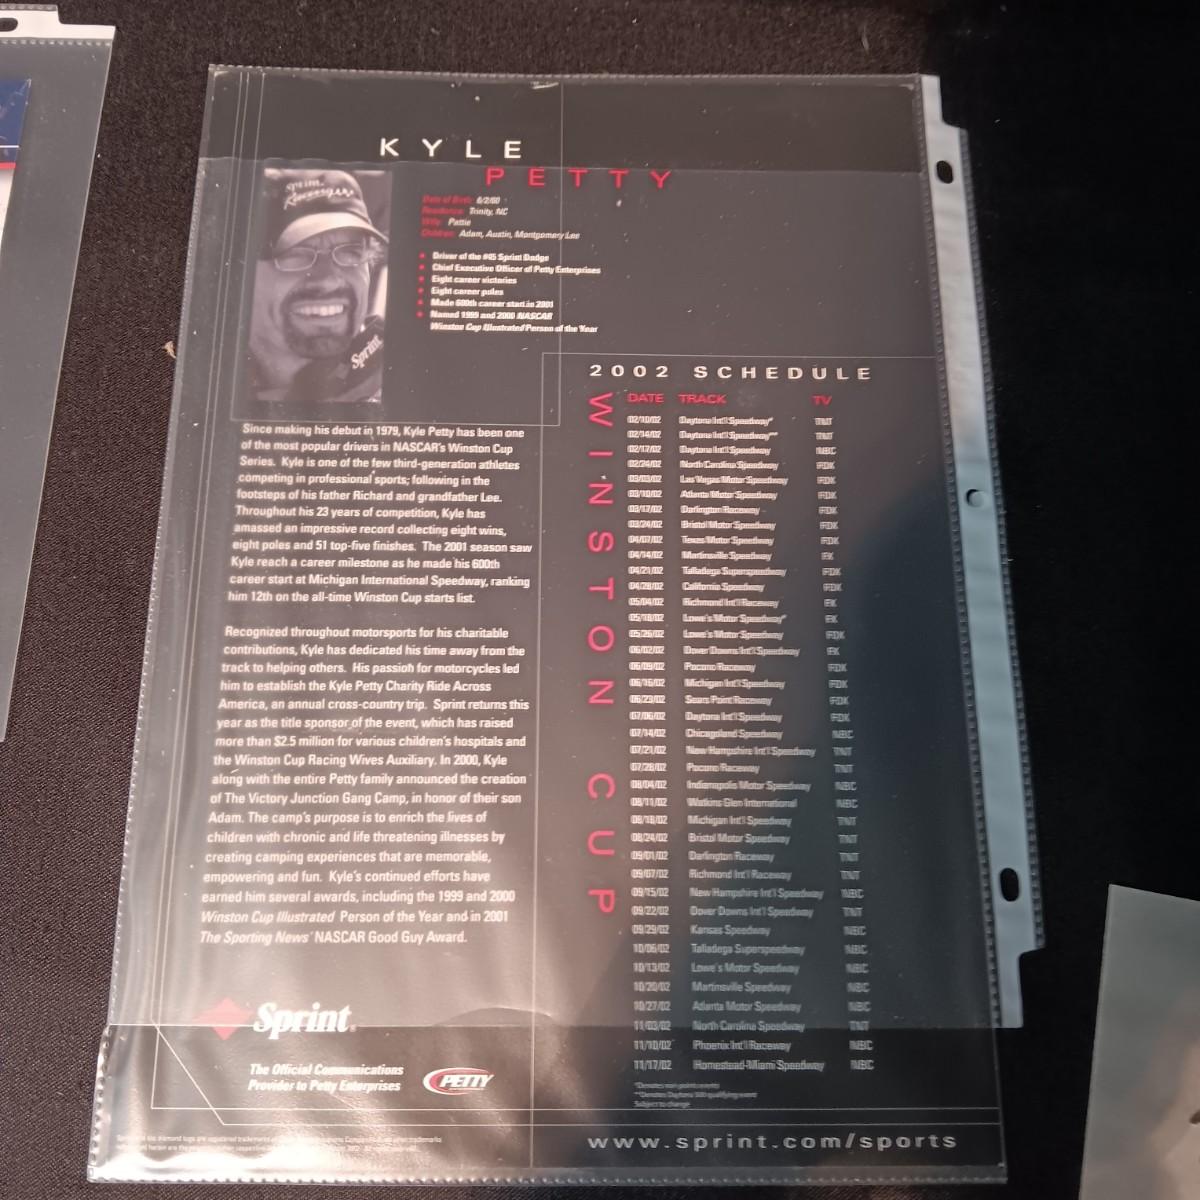 KYLE
PETTY
Sprint
Racing
Sprint
Date of Birth: 6/2/60
Residence: Trinity, NC
Wife: Pattie
Children: Adam, Austin, Montgomery Lee
Driver of the #45 Sprint Dodge
Chief Executive Officer of Petty Enterprises
Eight career victories
Eight career poles
Made 600th career start in 2001
Named 1999 and 2000 NASCAR
Winston Cup Illustrated Person of the Year
Since making his debut in 1979, Kyle Petty has been one
of the most popular drivers in NASCAR's Winston Cup
Series. Kyle is one of the few third-generation athletes
competing in professional sports; following in the
footsteps of his father Richard and grandfather Lee.
Throughout his 23 years of competition, Kyle has
amassed an impressive record collecting eight wins,
eight poles and 51 top-five finishes. The 2001 season saw
Kyle reach a career milestone as he made his 600th
career start at Michigan International Speedway, ranking
him 12th on the all-time Winston Cup starts list.
Recognized throughout motorsports for his charitable
contributions, Kyle has dedicated his time away from the
track to helping others. His passion for motorcycles led
him to establish the Kyle Petty Charity Ride Across
America, an annual cross-country trip. Sprint returns this
year as the title sponsor of the event, which has raised
more than $2.5 million for various children's hospitals and
the Winston Cup Racing Wives Auxiliary. In 2000, Kyle
along with the entire Petty family announced the creation
of The Victory Junction Gang Camp, in honor of their son
Adam. The camp's purpose is to enrich the lives of
children with chronic and life threatening illnesses by
creating camping experiences that are memorable,
empowering and fun. Kyle's continued efforts have
earned him several awards, including the 1999 and 2000
Winston Cup Illustrated Person of the Year and in 2001
The Sporting News' NASCAR Good Guy Award.
Sprint®
The Official Communications
Provider to Petty Enterprises
PETTY
2002 SCHEDULE
WINSTON CUP
DATE TRACK TV
02/10/02 Daytona Int'l Speedway* TNT
02/14/02 Daytona Int'l Speedway** TNT
02/17/02 Daytona Int'l Speedway NBC
02/24/02 North Carolina Speedway FOX
03/03/02 Las Vegas Motor Speedway FOX
03/10/02 Atlanta Motor Speedway FOX
03/17/02 Darlington Raceway FOX
03/24/02 Bristol Motor Speedway FOX
04/07/02 Texas Motor Speedway FOX
04/14/02 Martinsville Speedway FX
04/21/02 Talladega Superspeedway FOX
04/28/02 California Speedway FOX
05/04/02 Richmond Int'l Raceway FX
05/18/02 Lowe's Motor Speedway* FX
05/26/02 Lowe's Motor Speedway FOX
06/02/02 Dover Downs Int'l Speedway FX
06/09/02 Pocono Raceway FOX
06/16/02 Michigan Int'l Speedway FOX
06/23/02 Sears Point Raceway FOX
07/06/02 Daytona Int'l Speedway FOX
07/14/02 Chicagoland Speedway NBC
07/21/02 New Hampshire Int'l Speedway TNT
07/28/02 Pocono Raceway TNT
08/04/02 Indianapolis Motor Speedway NBC
08/11/02 Watkins Glen International NBC
08/18/02 Michigan Int'l Speedway TNT
08/24/02 Bristol Motor Speedway TNT
09/01/02 Darlington Raceway TNT
09/07/02 Richmond Int'l Raceway TNT
09/15/02 New Hampshire Int'l Speedway NBC
09/22/02 Dover Downs Int'l Speedway TNT
09/29/02 Kansas Speedway NBC
10/06/02 Talladega Superspeedway NBC
10/13/02 Lowe's Motor Speedway NBC
10/20/02 Martinsville Speedway NBC
10/27/02 Atlanta Motor Speedway NBC
11/03/02 North Carolina Speedway TNT
11/10/02 Phoenix Int'l Raceway NBC
11/17/02 Homestead-Miami Speedway NBC
*Denotes non-points events
**Denotes Daytona 500 qualifying event
Subject to change
www.sprint.com/sports